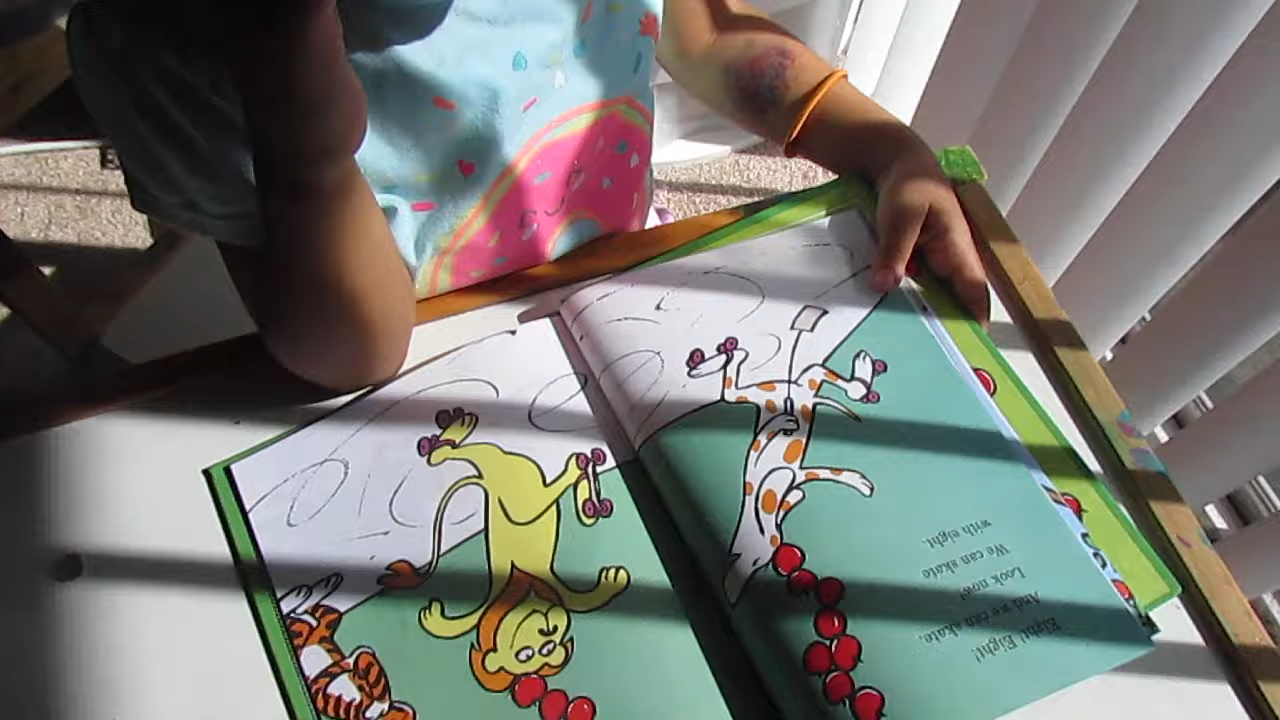 Eight! Eight!
And we can skate.
Look now!
We can skate
with eight.